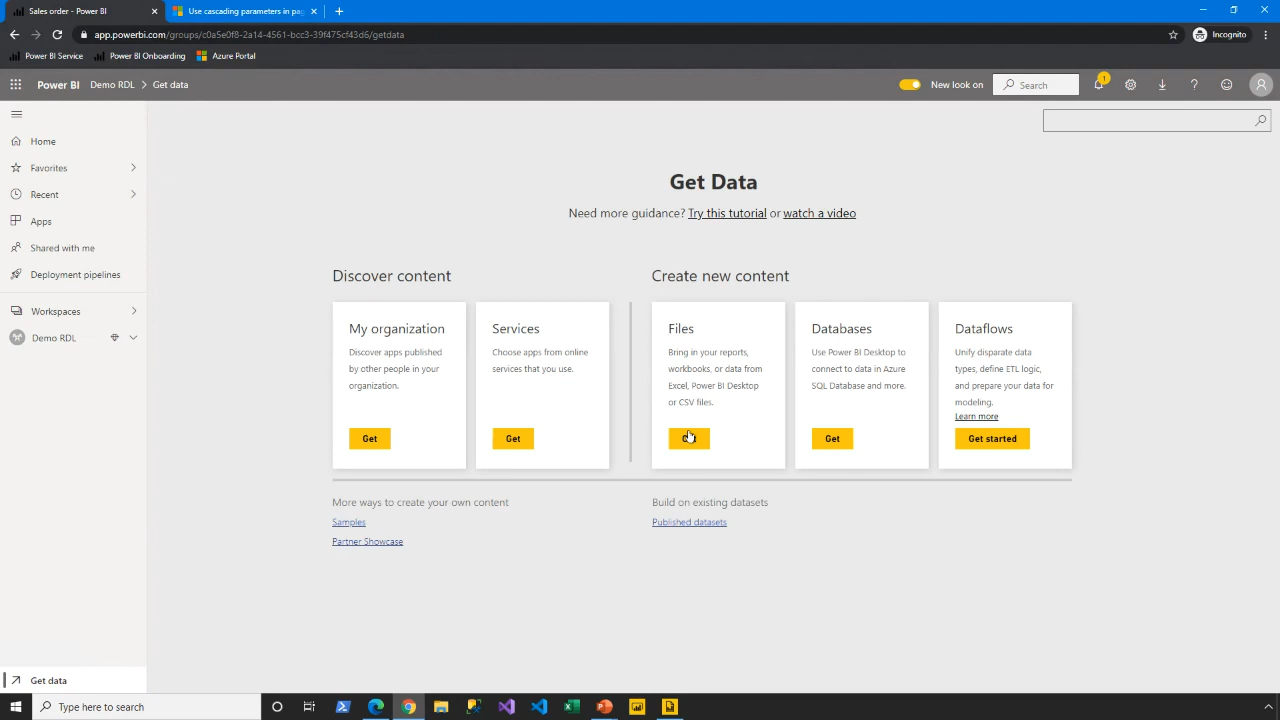 Sales order - Power BI
Use cascading parameters in pag
app.powerbi.com/groups/c0a5e0f8-2a14-4561-bcc3-39f475cf43d6/getdata
Incognito
Power BI Service
Power BI Onboarding
Azure Portal
Power BI
Demo RDL
Get data
New look on
Search
1
Home
Favorites
Recent
Apps
Shared with me
Deployment pipelines
Workspaces
Demo RDL
Get data
Get Data
Need more guidance? Try this tutorial or watch a video
Discover content
My organization
Discover apps published
by other people in your
organization.
Get
Services
Choose apps from online
services that you use.
Get
Create new content
Files
Bring in your reports,
workbooks, or data from
Excel, Power BI Desktop
or CSV files.
Databases
Use Power BI Desktop to
connect to data in Azure
SQL Database and more.
Get
Dataflows
Unify disparate data
types, define ETL logic,
and prepare your data for
modeling.
Learn more
Get started
More ways to create your own content
Samples
Partner Showcase
Build on existing datasets
Published datasets
Type here to search